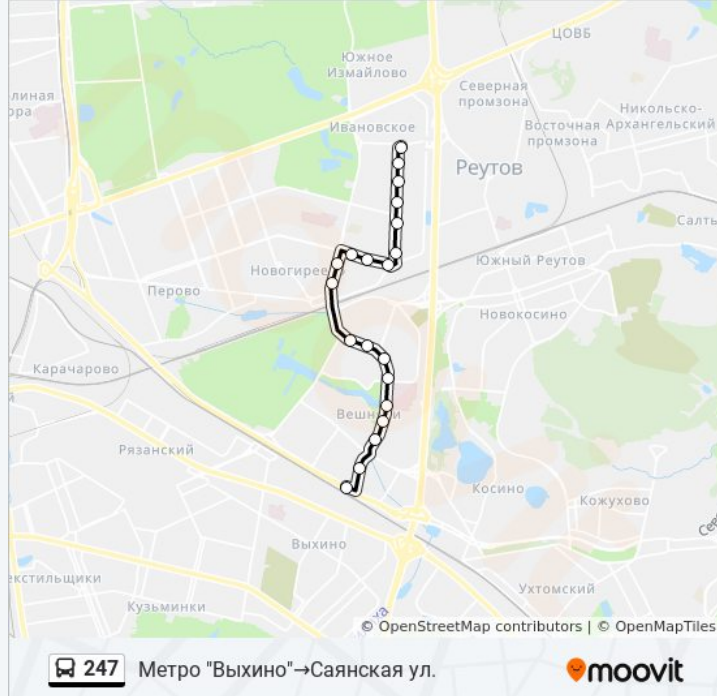 ЦОВБ
Южное
Измайлово
Северная
промзона
Никольско-
Архангельский
Ивановское
Восточная
промзона
Реутов
Салты
Новогиреево
Южный Реутов
Перово
Новокосино
Карачарово
Вешняки
Рязанский
Косино
Кожухово
Выхино
Ухтомский
Кузьминки
© OpenStreetMap contributors | © OpenMapTiles
247 Метро "Выхино"→Саянская ул.
moovit